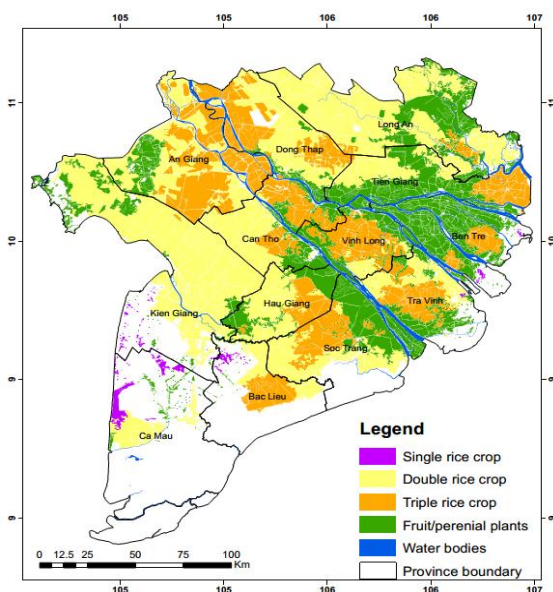 105 105 106 106 107
11 11
Long An
Dong Thap
An Giang
Tien Giang
10 10
Can Tho
Vinh Long
Ben Tre
Hau Giang
Tra Vinh
Kien Giang
Soc Trang
9 9
Bac Lieu
Ca Mau
Legend
Single rice crop
Double rice crop
Triple rice crop
Fruit/perenial plants
Water bodies
Province boundary
9 9
0 12.5 25 50 75 100
Km
105 105 106 106 107